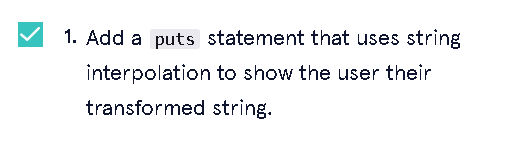 1. Add a puts statement that uses string
interpolation to show the user their
transformed string.